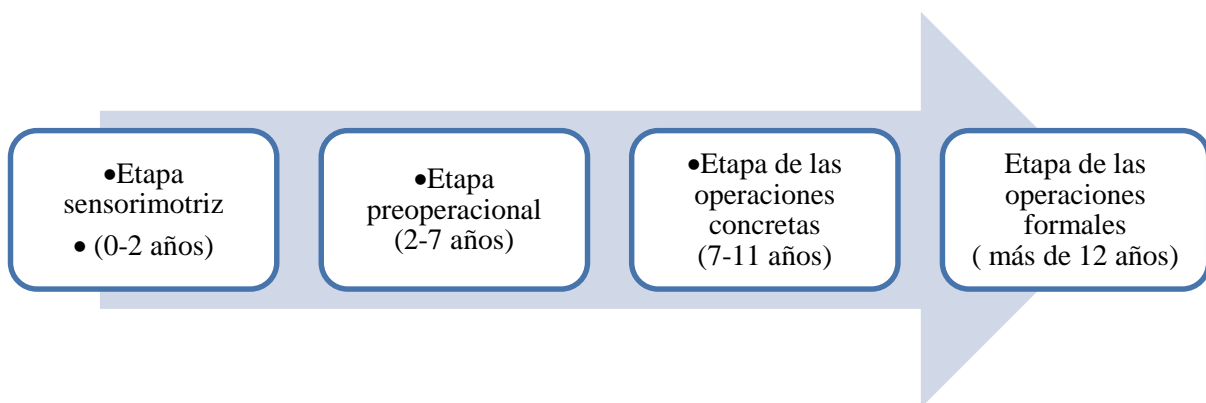 •Etapa
sensorimotriz
• (0-2 años)
•Etapa
preoperacional
(2-7 años)
•Etapa de las
operaciones
concretas
(7-11 años)
Etapa de las
operaciones
formales
( más de 12 años)